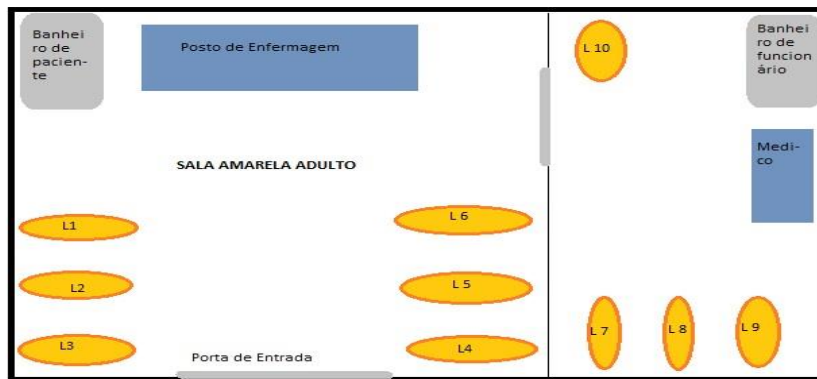 Banhei
ro de
pacien-
te
Posto de Enfermagem
L 10
Banhei
ro de
funcion
ário
Medi-
co
SALA AMARELA ADULTO
L1
L 6
L2
L 5
L3
L4
L 7
L 8
L 9
Porta de Entrada